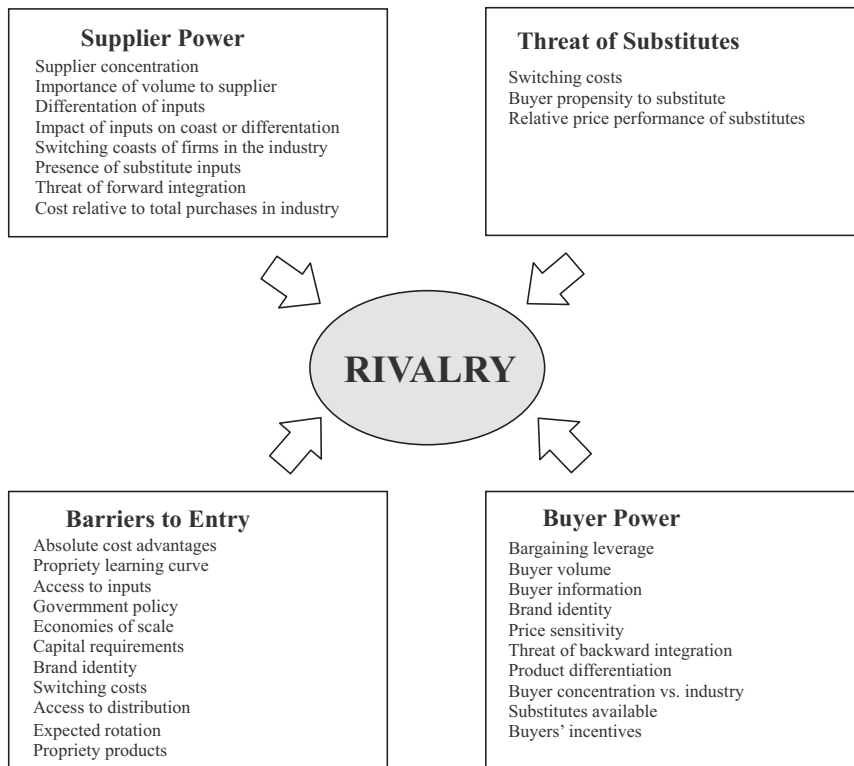 Supplier Power
Supplier concentration
Importance of volume to supplier
Differentation of inputs
Impact of inputs on coast or differentation
Switching coasts of firms in the industry
Presence of substitute inputs
Threat of forward integration
Cost relative to total purchases in industry
Threat of Substitutes
Switching costs
Buyer propensity to substitute
Relative price performance of substitutes
RIVALRY
Barriers to Entry
Absolute cost advantages
Propriety learning curve
Access to inputs
Government policy
Economies of scale
Capital requirements
Brand identity
Switching costs
Access to distribution
Expected rotation
Propriety products
Buyer Power
Bargaining leverage
Buyer volume
Buyer information
Brand identity
Price sensitivity
Threat of backward integration
Product differentiation
Buyer concentration vs. industry
Substitutes available
Buyers' incentives